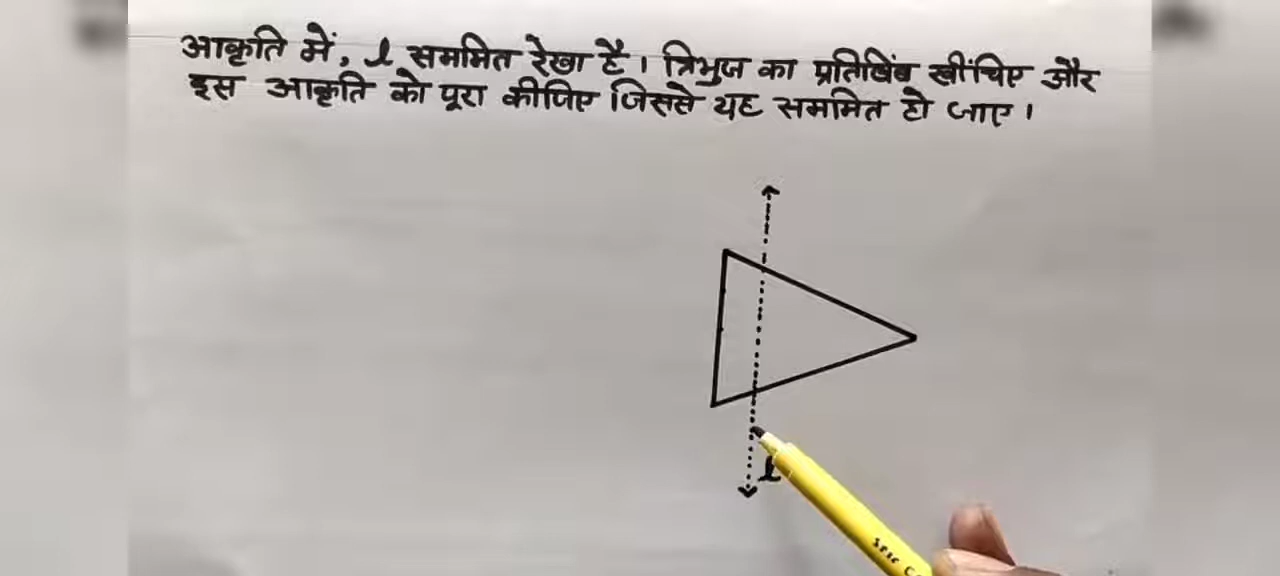 आकृति में, l सममित रेखा है। त्रिभुज का प्रतिबिंब खींचिए और
इस आकृति को पूरा कीजिए जिससे यह सममित हो जाए।
l